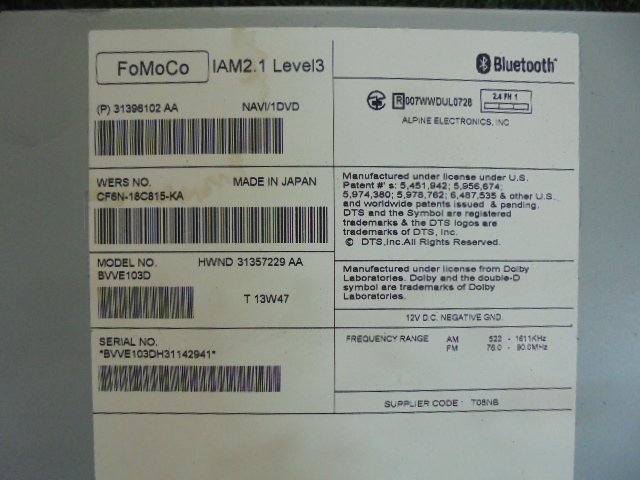 FoMoCo IAM2.1 Level3
(P) 31396102 AA NAVI/1DVD
WERS NO. MADE IN JAPAN
CF6N-18C815-KA
MODEL NO. HWND 31357229 AA
BVVE103D
T 13W47
SERIAL NO.
*BVVE103DH31142941*
Bluetooth
R 007WWDUL0726 2.4 FH 1
ALPINE ELECTRONICS, INC
Manufactured under license under U.S.
Patent #' s: 5,451,942; 5,956,674;
5,974,380; 5,978,762; 6,487,535 & other U.S.
and worldwide patents issued & pending.
DTS and the Symbol are registered
trademarks & the DTS logos are
trademarks of DTS, Inc.
© DTS,Inc.All Rights Reserved.
Manufactured under license from Dolby
Laboratories. Dolby and the double-D
symbol are trademarks of Dolby
Laboratories.
12V D.C. NEGATIVE GND.
FREQUENCY RANGE AM 522 - 1611KHz
FM 76.0 - 90.0MHz
SUPPLIER CODE : T08NB